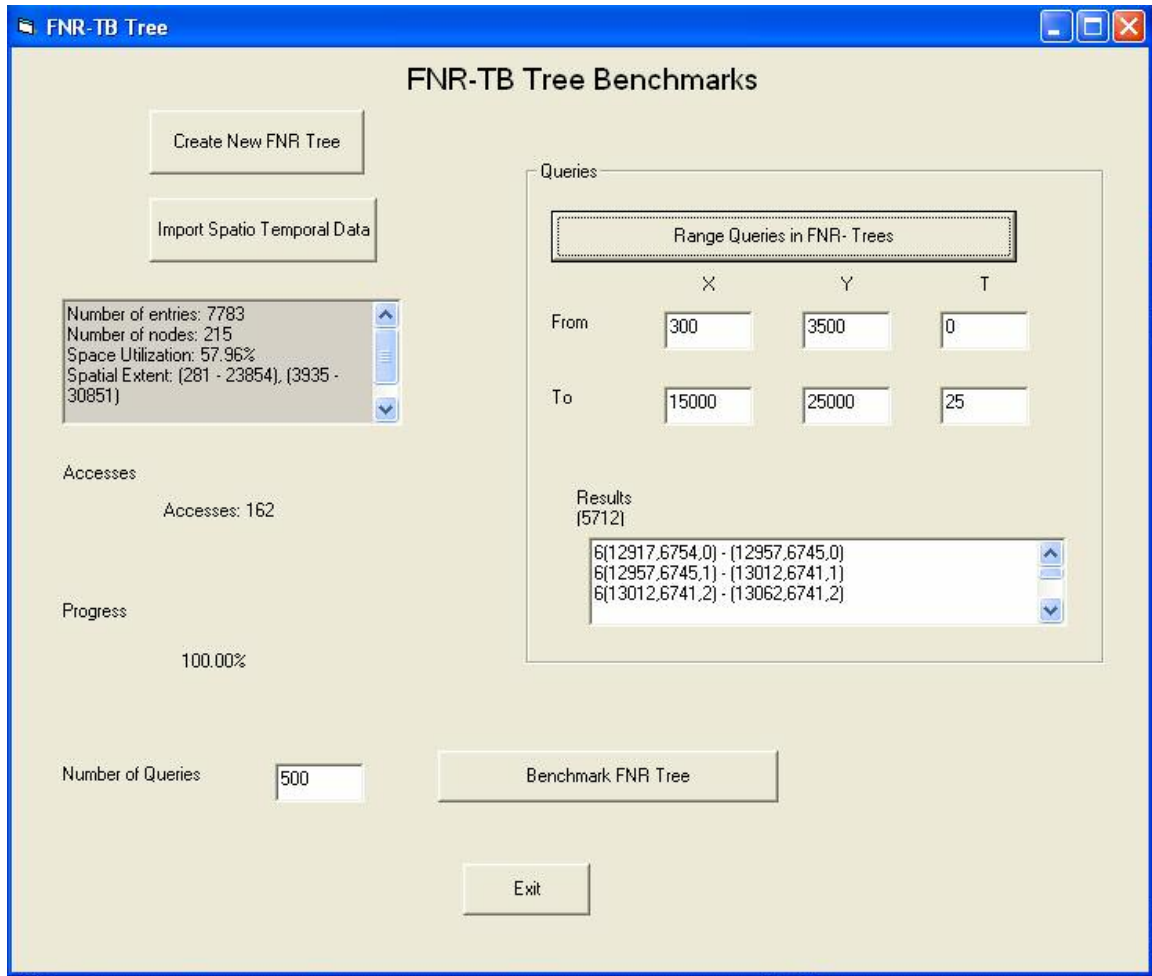 FNR-TB Tree
FNR-TB Tree Benchmarks
Create New FNR Tree
Import Spatio Temporal Data
Number of entries: 7783
Number of nodes: 215
Space Utilization: 57.96%
Spatial Extent: (281 - 23854), (3935 -
30851)
Accesses
Accesses: 162
Progress
100.00%
Queries
Range Queries in FNR- Trees
X Y T
From 300 3500 0
To 15000 25000 25
Results
(5712)
6(12917,6754,0) - (12957,6745,0)
6(12957,6745,1) - (13012,6741,1)
6(13012,6741,2) - (13062,6741,2)
Number of Queries 500
Benchmark FNR Tree
Exit